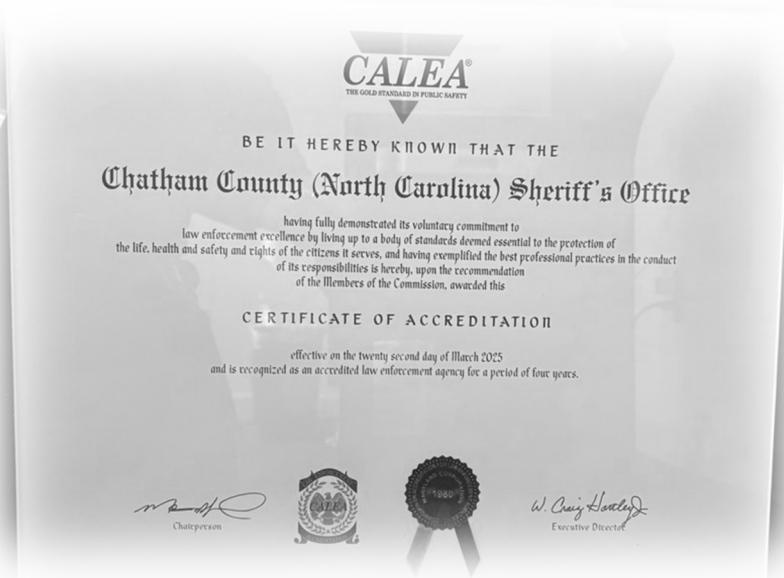 CALEA®
THE GOLD STANDARD IN PUBLIC SAFETY
BE IT HEREBY KNOWN THAT THE
Chatham County (North Carolina) Sheriff's Office
having fully demonstrated its voluntary commitment to
law enforcement excellence by living up to a body of standards deemed essential to the protection of
the life, health and safety and rights of the citizens it serves, and having exemplified the best professional practices in the conduct
of its responsibilities is hereby, upon the recommendation
of the Members of the Commission, awarded this
CERTIFICATE OF ACCREDITATION
effective on the twenty second day of March 2025
and is recognized as an accredited law enforcement agency for a period of four years.
CALEA
W. Craig Hartley Jr
Chairperson
Executive Director